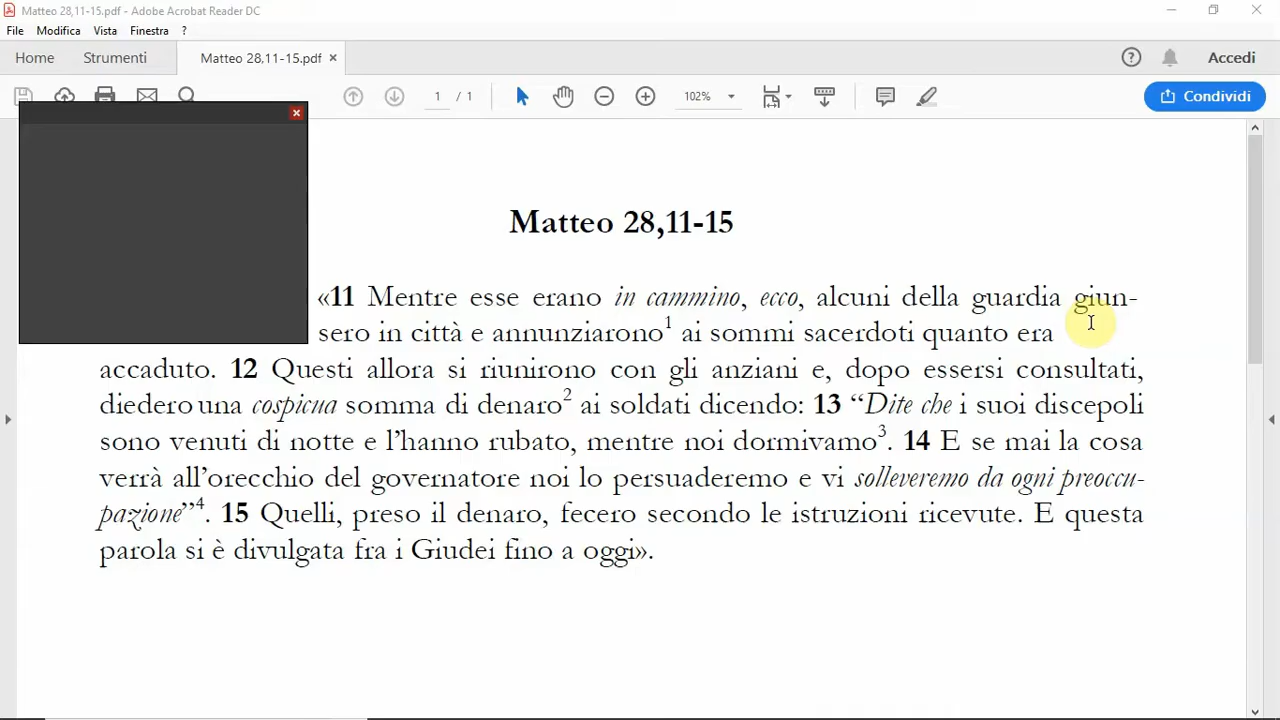 Matteo 28,11-15.pdf - Adobe Acrobat Reader DC
File Modifica Vista Finestra ?
Home Strumenti Matteo 28,11-15.pdf × Accedi
1 / 1 102% Condividi
Matteo 28,11-15
«11 Mentre esse erano in cammino, ecco, alcuni della guardia giun-
sero in città e annunziarono1 ai sommi sacerdoti quanto era
accaduto. 12 Questi allora si riunirono con gli anziani e, dopo essersi consultati,
diedero una cospicua somma di denaro2 ai soldati dicendo: 13 “Dite che i suoi discepoli
sono venuti di notte e l’hanno rubato, mentre noi dormivamo3. 14 E se mai la cosa
verrà all’orecchio del governatore noi lo persuaderemo e vi solleveremo da ogni preoccu-
pazione”4. 15 Quelli, preso il denaro, fecero secondo le istruzioni ricevute. E questa
parola si è divulgata fra i Giudei fino a oggi».